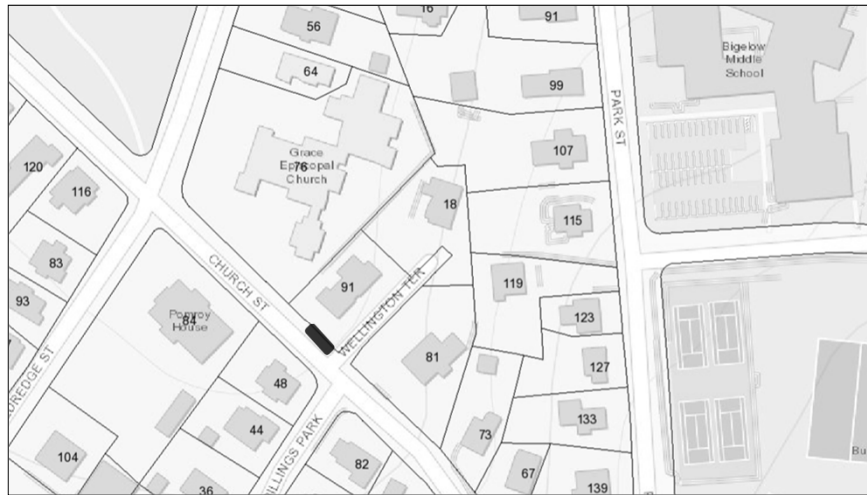 56
16
91
Bigelow
Middle
School
64
99
PARK ST
107
Grace
Episcopal
Church
76
120
116
18
115
83
CHURCH ST
119
93
91
WELLINGTON TER
Pomroy
House
84
123
81
127
48
133
44
73
104
82
67
36
139